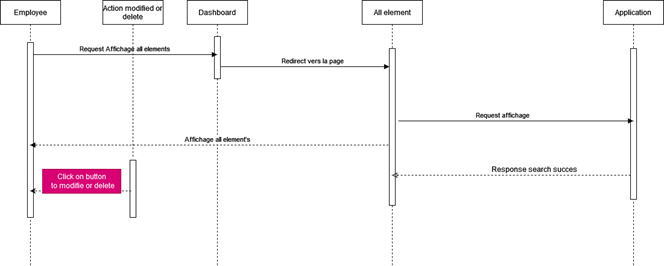 Employee
Action modified or
delete
Dashboard
All element
Application
Request Affichage all elements
Redirect vers la page
Request affichage
Affichage all element's
Response search succes
Click on button
to modifie or delete